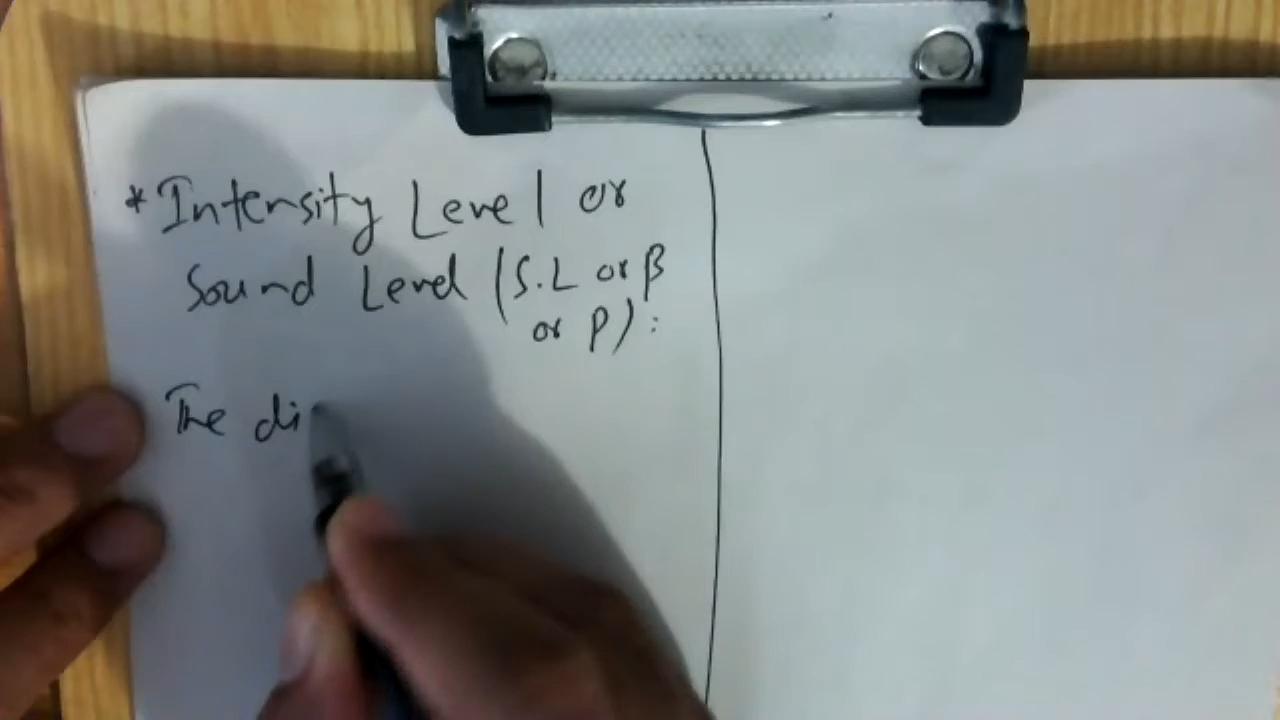 * Intensity Level or
Sound Level (S.L or β
or P):
The di